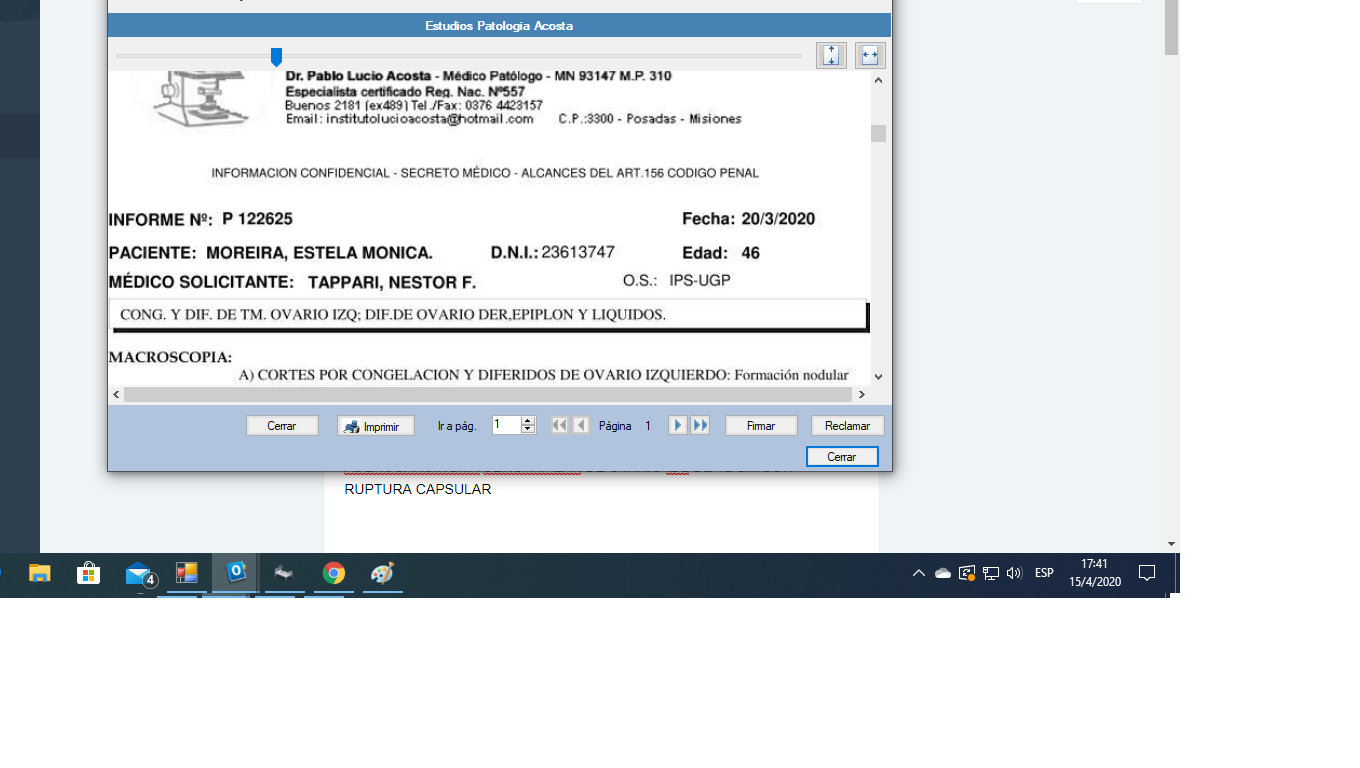 Estudios Patologia Acosta
Dr. Pablo Lucio Acosta - Médico Patólogo - MN 93147 M.P. 310
Especialista certificado Reg. Nac. Nº557
Buenos 2181 (ex489) Tel./Fax: 0376 4423157
Email: institutolucioacosta@hotmail.com C.P.:3300 - Posadas - Misiones
INFORMACION CONFIDENCIAL - SECRETO MÉDICO - ALCANCES DEL ART.156 CODIGO PENAL
INFORME Nº: P 122625 Fecha: 20/3/2020
PACIENTE: MOREIRA, ESTELA MONICA. D.N.I.: 23613747 Edad: 46
MÉDICO SOLICITANTE: TAPPARI, NESTOR F. O.S.: IPS-UGP
CONG. Y DIF. DE TM. OVARIO IZQ; DIF.DE OVARIO DER,EPIPLON Y LIQUIDOS.
MACROSCOPIA:
A) CORTES POR CONGELACION Y DIFERIDOS DE OVARIO IZQUIERDO: Formación nodular
Cerrar Imprimir Ir a pág. 1 Página 1 Firmar Reclamar
Cerrar
RUPTURA CAPSULAR
4 ESP 17:41
15/4/2020